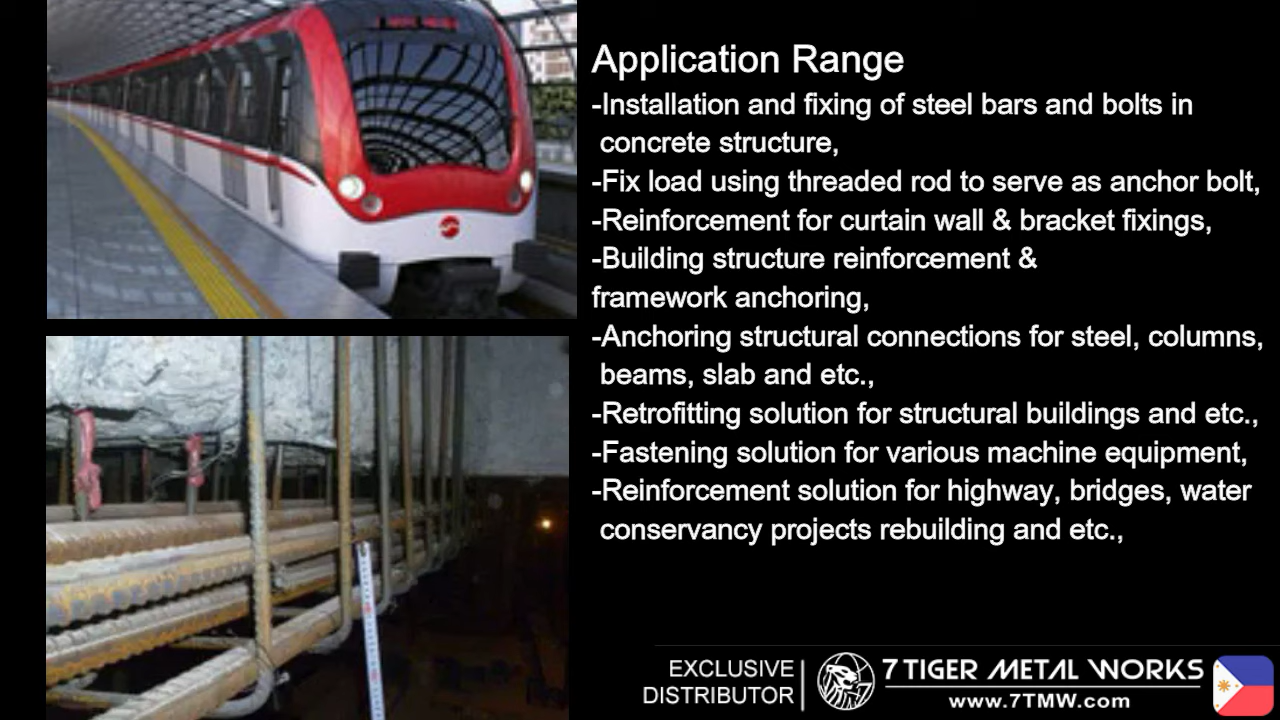 Application Range
-Installation and fixing of steel bars and bolts in
concrete structure,
-Fix load using threaded rod to serve as anchor bolt,
-Reinforcement for curtain wall & bracket fixings,
-Building structure reinforcement &
framework anchoring,
-Anchoring structural connections for steel, columns,
beams, slab and etc.,
-Retrofitting solution for structural buildings and etc.,
-Fastening solution for various machine equipment,
-Reinforcement solution for highway, bridges, water
conservancy projects rebuilding and etc.,
EXCLUSIVE
DISTRIBUTOR
7 TIGER METAL WORKS
www.7TMW.com